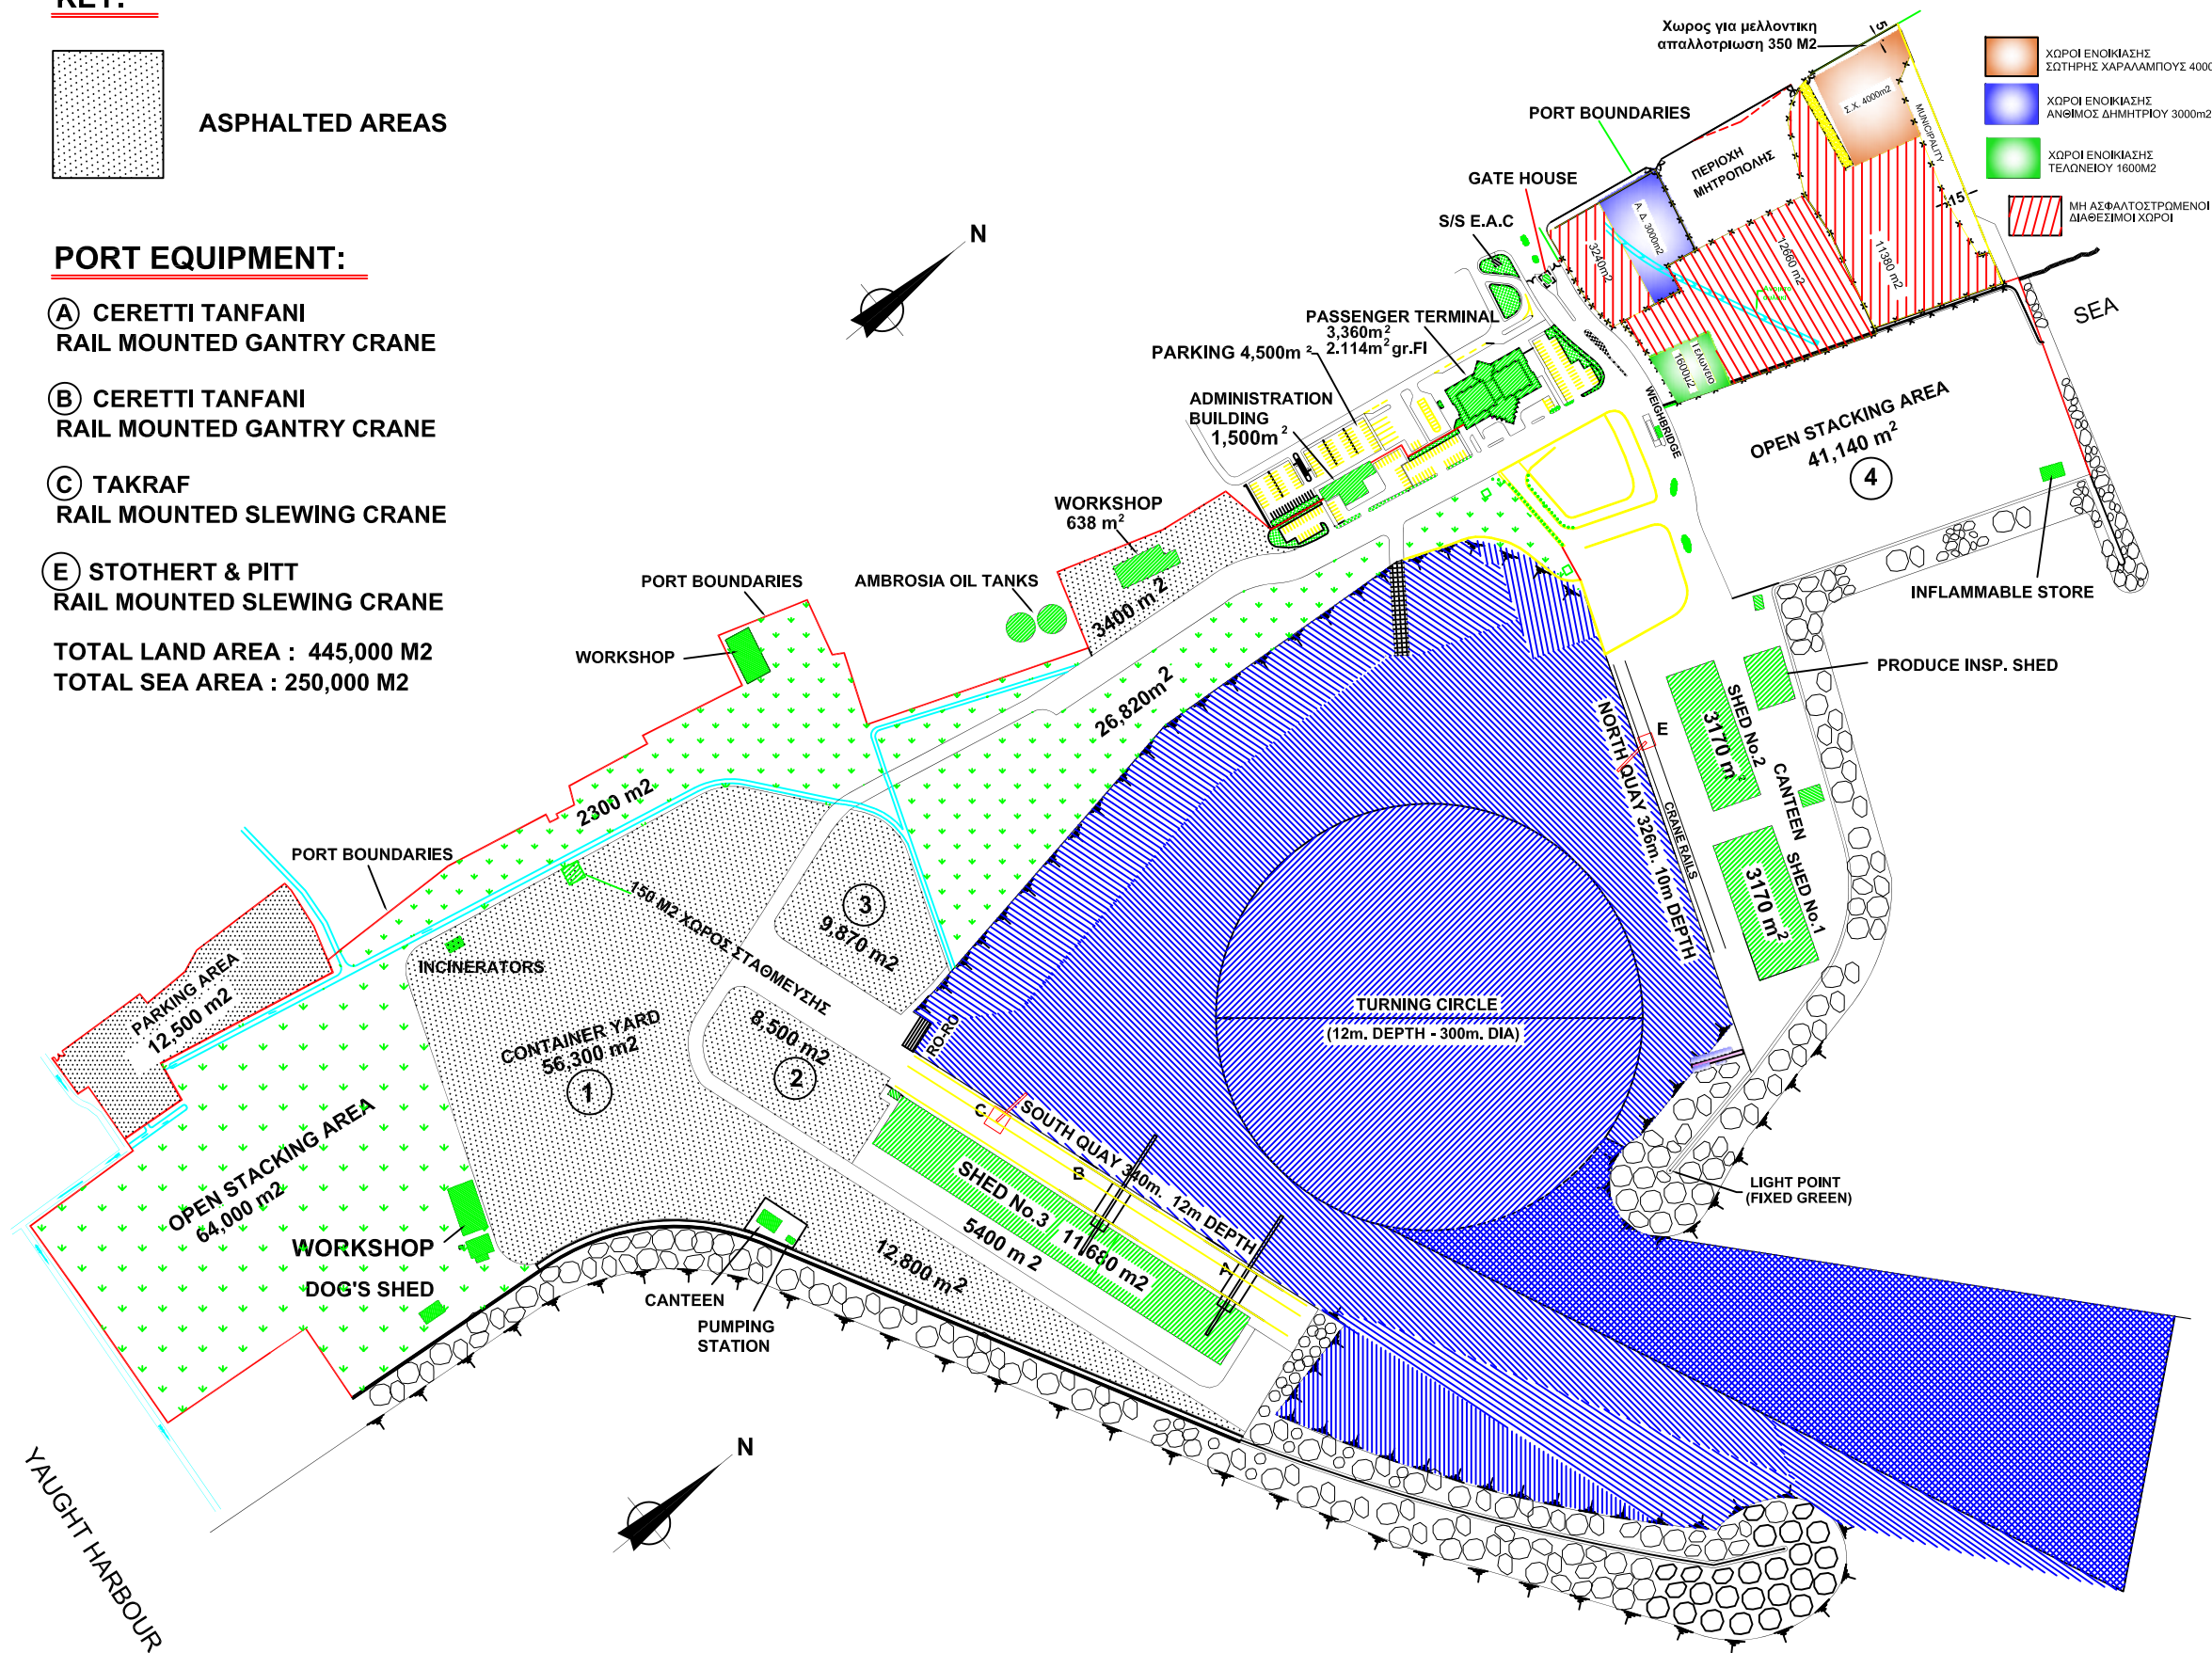 KEY:
ASPHALTED AREAS
PORT EQUIPMENT:
A CERETTI TANFANI
RAIL MOUNTED GANTRY CRANE
B CERETTI TANFANI
RAIL MOUNTED GANTRY CRANE
C TAKRAF
RAIL MOUNTED SLEWING CRANE
E STOTHERT & PITT
RAIL MOUNTED SLEWING CRANE
TOTAL LAND AREA : 445,000 M2
TOTAL SEA AREA : 250,000 M2
N
Χωρος για μελλοντικη
απαλλοτριωση 350 M2
5
ΧΩΡΟΙ ΕΝΟΙΚΙΑΣΗΣ
ΣΩΤΗΡΗΣ ΧΑΡΑΛΑΜΠΟΥΣ 4000
ΧΩΡΟΙ ΕΝΟΙΚΙΑΣΗΣ
ΑΝΘΙΜΟΣ ΔΗΜΗΤΡΙΟΥ 3000m2
ΧΩΡΟΙ ΕΝΟΙΚΙΑΣΗΣ
ΤΕΛΩΝΕΙΟΥ 1600M2
ΜΗ ΑΣΦΑΛΤΟΣΤΡΩΜΕΝΟΙ
ΔΙΑΘΕΣΙΜΟΙ ΧΩΡΟΙ
PORT BOUNDARIES
GATE HOUSE
S/S E.A.C
ΠΕΡΙΟΧΗ
ΜΗΤΡΟΠΟΛΗΣ
Σ.Χ. 4000m2
MUNICIPALITY
15
Α. Δ. 3000m2
3240m2
12660 m2
11380 m2
Τελωνειο
1600μ2
SEA
PASSENGER TERMINAL
3,360m²
2.114m² gr.Fl
PARKING 4,500m²
ADMINISTRATION
BUILDING
1,500m²
WEIGHBRIDGE
OPEN STACKING AREA
41,140 m²
4
INFLAMMABLE STORE
WORKSHOP
638 m²
3400 m 2
AMBROSIA OIL TANKS
PORT BOUNDARIES
WORKSHOP
26,820m²
2300 m2
PORT BOUNDARIES
PRODUCE INSP. SHED
SHED No.2
3170 m²
CANTEEN
SHED No.1
3170 m²
E
CRANE RAILS
NORTH QUAY 326m. 10m DEPTH
TURNING CIRCLE
(12m. DEPTH - 300m. DIA)
LIGHT POINT
(FIXED GREEN)
3
9.870 m2
150 M2 ΧΩΡΟΣ ΣΤΑΘΜΕΥΣΗΣ
RO.RO
8,500 m2
2
INCINERATORS
CONTAINER YARD
56,300 m2
1
PARKING AREA
12,500 m2
OPEN STACKING AREA
64,000 m2
WORKSHOP
DOG'S SHED
CANTEEN
PUMPING
STATION
C
B
A
SOUTH QUAY 340m. 12m DEPTH
SHED No.3 11,680 m2
5400 m 2
12,800 m 2
N
YAUGHT HARBOUR